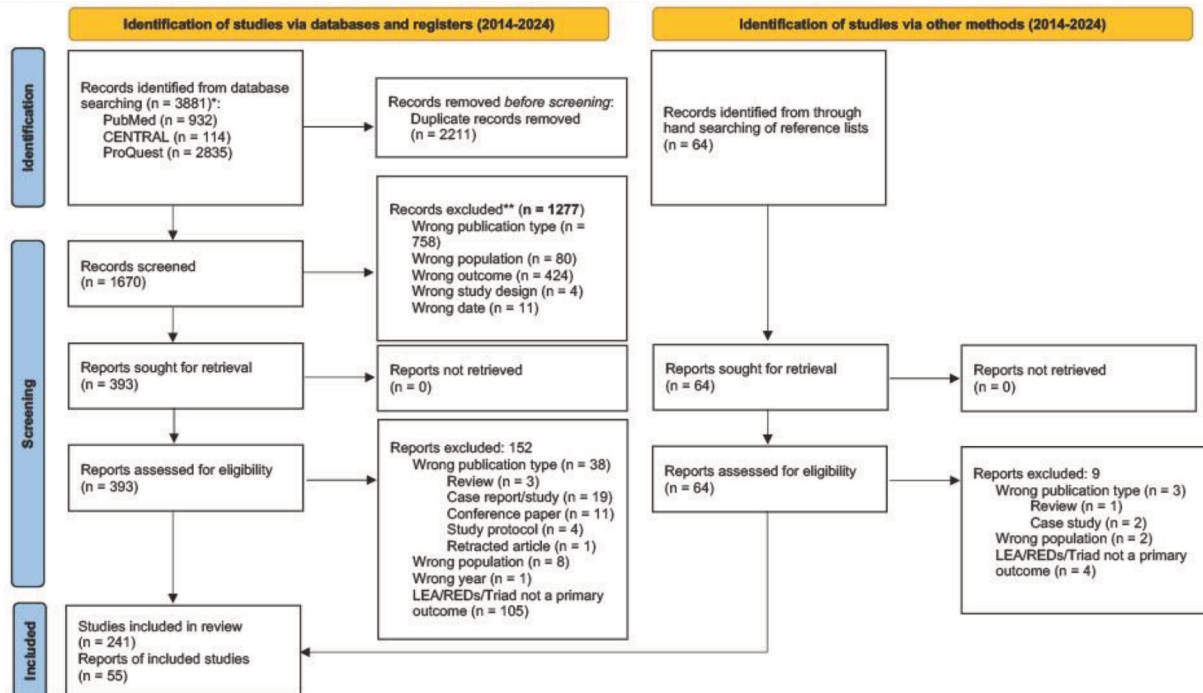 Identification of studies via databases and registers (2014-2024)
Identification of studies via other methods (2014-2024)
Identification
Records identified from database
searching (n = 3881)*:
PubMed (n = 932)
CENTRAL (n = 114)
ProQuest (n = 2835)
Records removed before screening:
Duplicate records removed
(n = 2211)
Records identified from through
hand searching of reference lists
(n = 64)
Screening
Records screened
(n = 1670)
Records excluded** (n = 1277)
Wrong publication type (n =
758)
Wrong population (n = 80)
Wrong outcome (n = 424)
Wrong study design (n = 4)
Wrong date (n = 11)
Reports sought for retrieval
(n = 393)
Reports not retrieved
(n = 0)
Reports sought for retrieval
(n = 64)
Reports not retrieved
(n = 0)
Reports assessed for eligibility
(n = 393)
Reports excluded: 152
Wrong publication type (n = 38)
Review (n = 3)
Case report/study (n = 19)
Conference paper (n = 11)
Study protocol (n = 4)
Retracted article (n = 1)
Wrong population (n = 8)
Wrong year (n = 1)
LEA/REDs/Triad not a primary
outcome (n = 105)
Reports assessed for eligibility
(n = 64)
Reports excluded: 9
Wrong publication type (n = 3)
Review (n = 1)
Case study (n = 2)
Wrong population (n = 2)
LEA/REDs/Triad not a primary
outcome (n = 4)
Included
Studies included in review
(n = 241)
Reports of included studies
(n = 55)